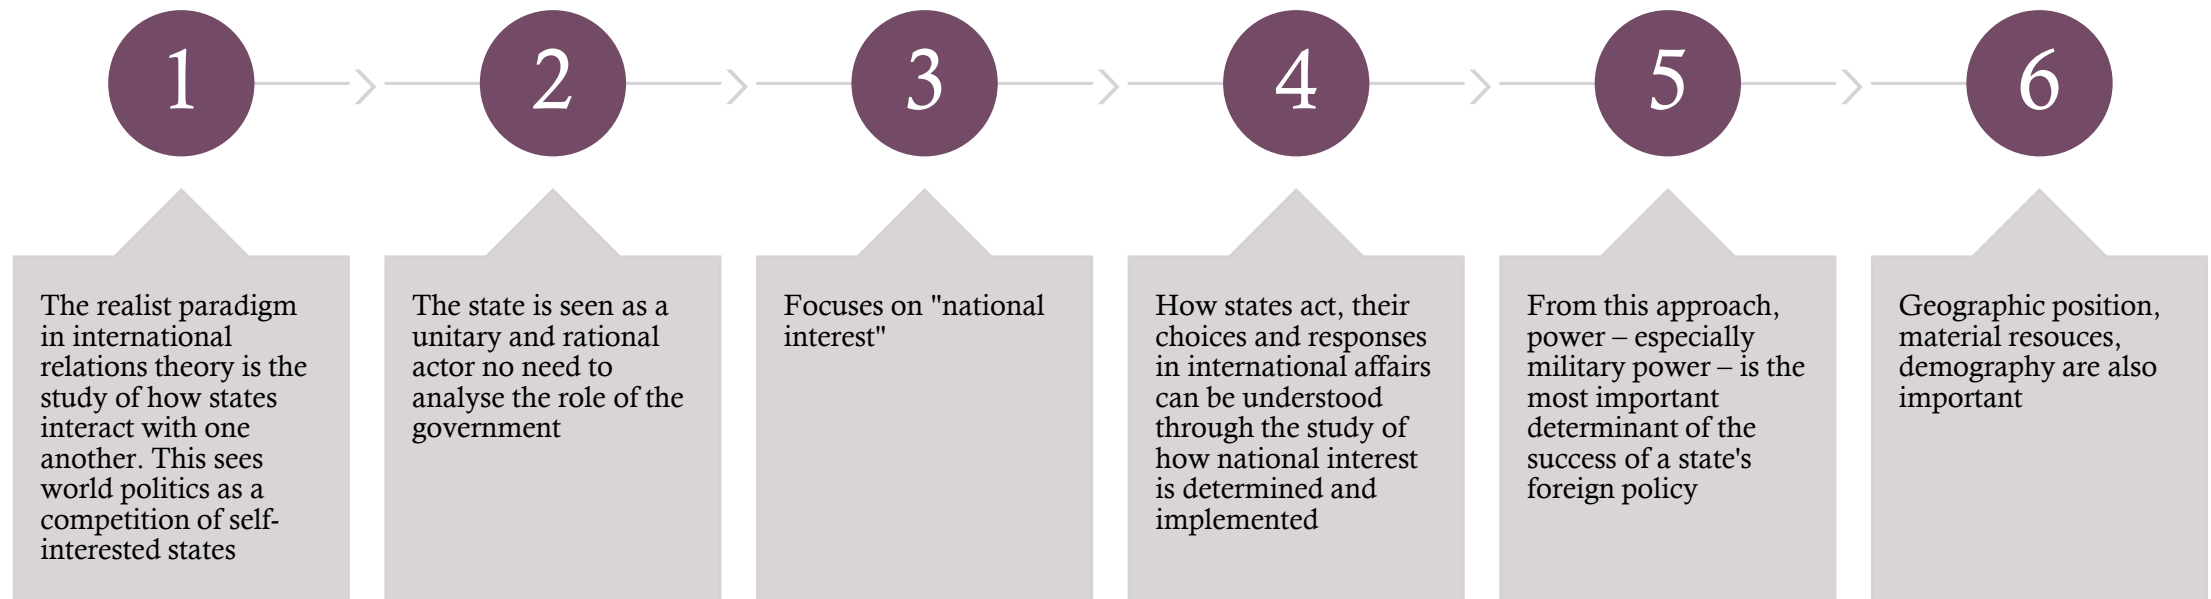 1
The realist paradigm
in international
relations theory is the
study of how states
interact with one
another. This sees
world politics as a
competition of self-
interested states
2
The state is seen as a
unitary and rational
actor no need to
analyse the role of the
government
3
Focuses on "national
interest"
4
How states act, their
choices and responses
in international affairs
can be understood
through the study of
how national interest
is determined and
implemented
5
From this approach,
power – especially
military power – is the
most important
determinant of the
success of a state's
foreign policy
6
Geographic position,
material resouces,
demography are also
important